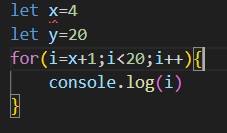 let x=4
let y=20
for(i=x+1;i<20;i++){
    console.log(i)
}